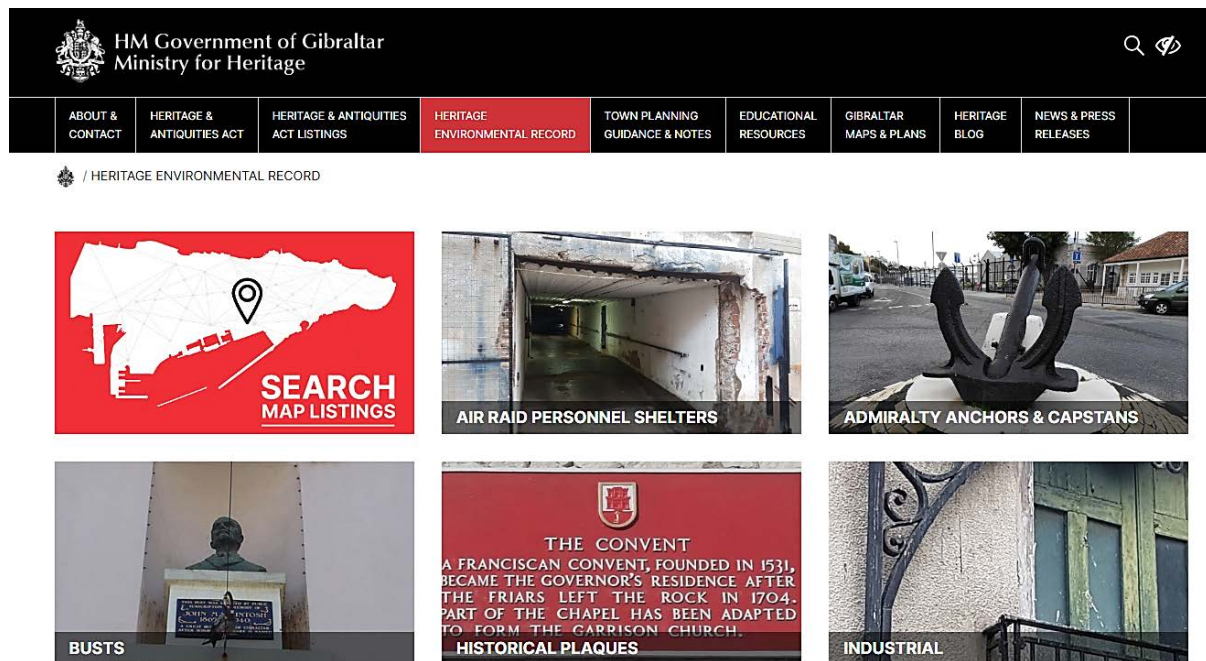 HM Government of Gibraltar
Ministry for Heritage
ABOUT &
CONTACT
HERITAGE &
ANTIQUITIES ACT
HERITAGE & ANTIQUITIES
ACT LISTINGS
HERITAGE
ENVIRONMENTAL RECORD
TOWN PLANNING
GUIDANCE & NOTES
EDUCATIONAL
RESOURCES
GIBRALTAR
MAPS & PLANS
HERITAGE
BLOG
NEWS & PRESS
RELEASES
/ HERITAGE ENVIRONMENTAL RECORD
SEARCH
MAP LISTINGS
AIR RAID PERSONNEL SHELTERS
ADMIRALTY ANCHORS & CAPSTANS
BUSTS
THE CONVENT
A FRANCISCAN CONVENT, FOUNDED IN 1531,
BECAME THE GOVERNOR'S RESIDENCE AFTER
THE FRIARS LEFT THE ROCK IN 1704.
PART OF THE CHAPEL HAS BEEN ADAPTED
TO FORM THE GARRISON CHURCH.
HISTORICAL PLAQUES
INDUSTRIAL